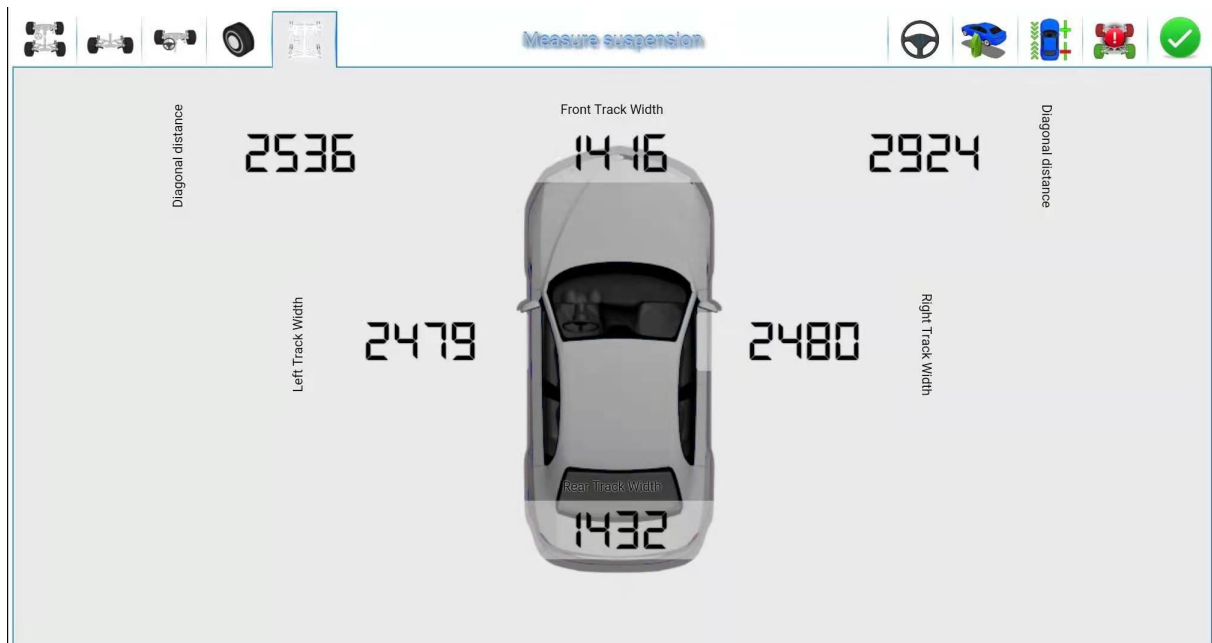 Measure suspension
Front Track Width
Diagonal distance
2536
1416
2924
Diagonal distance
Left Track Width
2479
2480
Right Track Width
Rear Track Width
1432